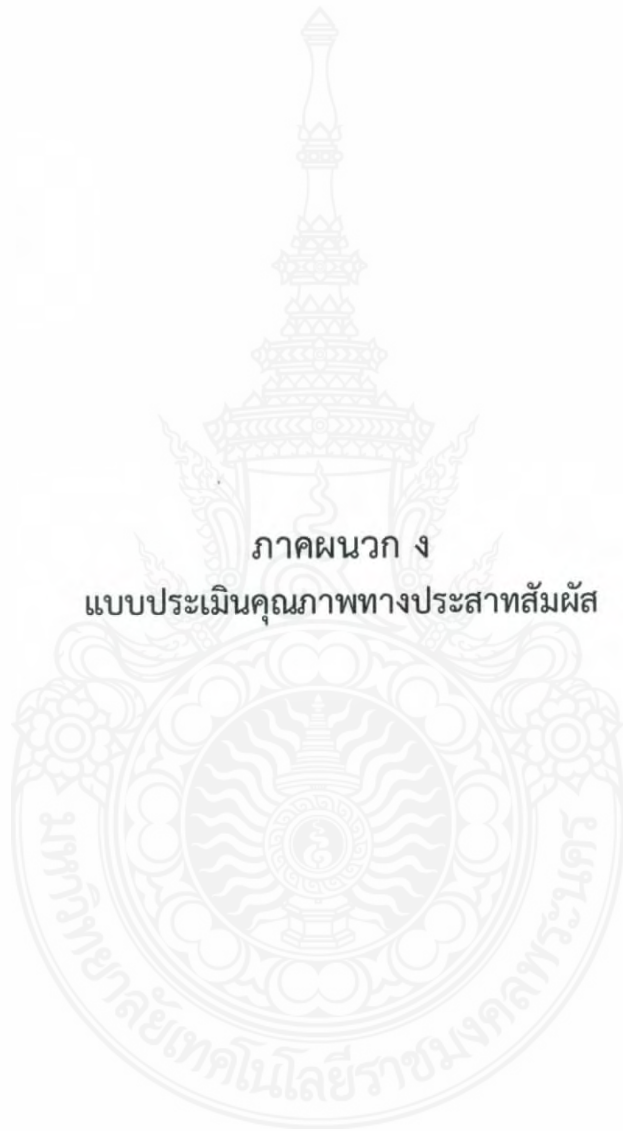 ภาคผนวก ง
แบบประเมินคุณภาพทางประสาทสัมผัส
มหาวิทยาลัยเทคโนโลยีราชมงคลพระนคร